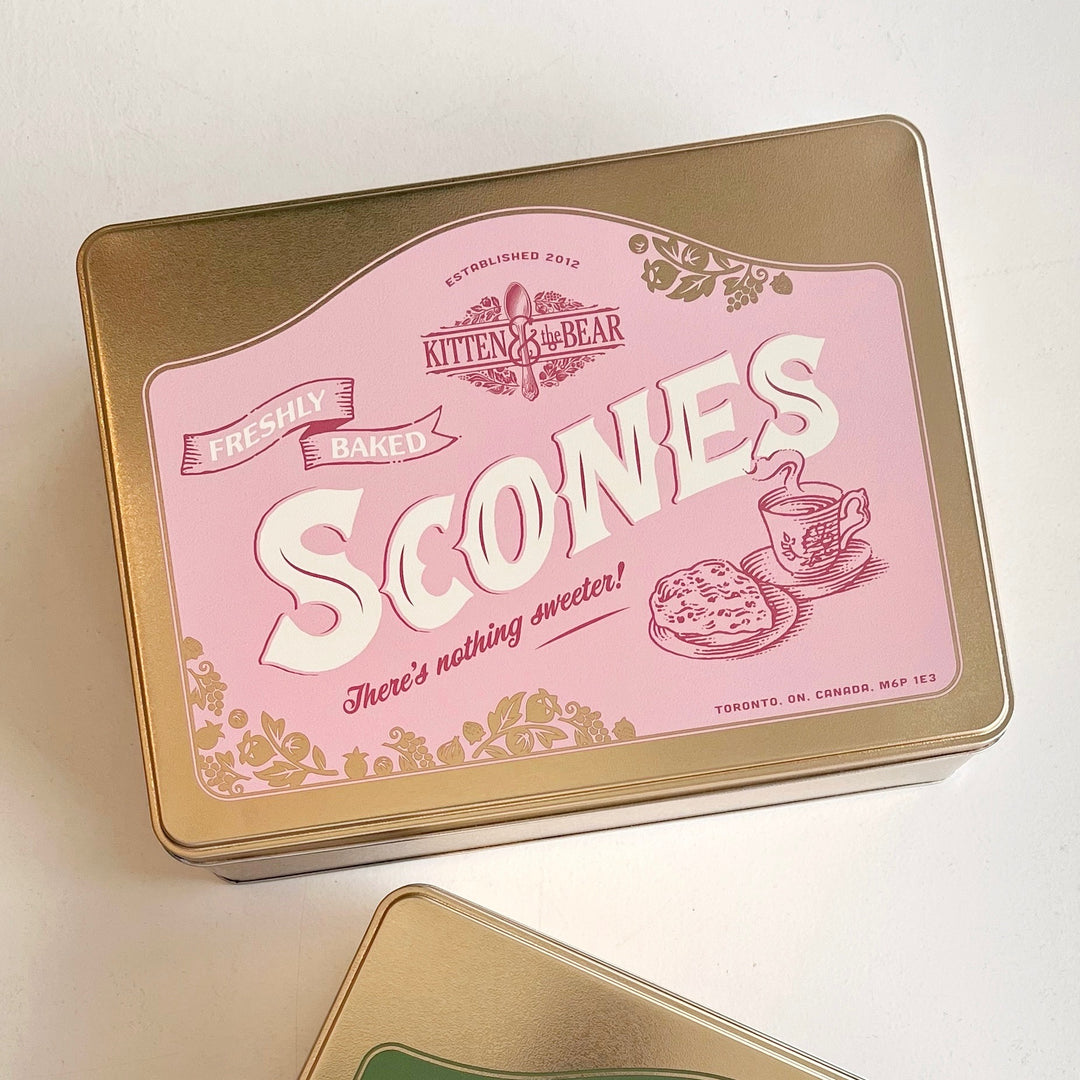 ESTABLISHED 2012
KITTEN & the BEAR
FRESHLY
BAKED
SCONES
There's nothing sweeter!
TORONTO, ON, CANADA, M6P 1E3